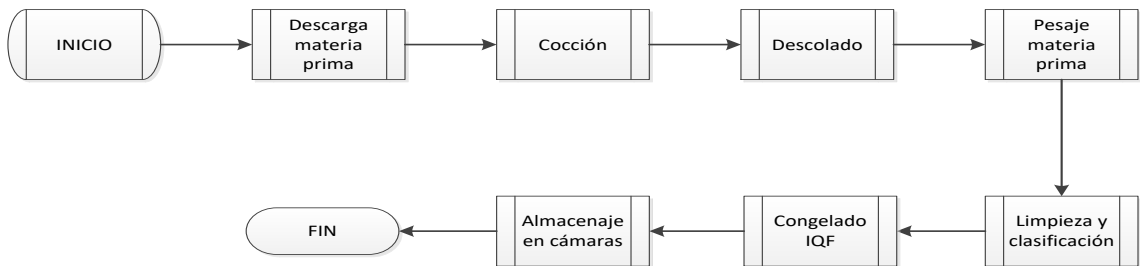 INICIO
Descarga
materia
prima
Cocción
Descolado
Pesaje
materia
prima
Limpieza y
clasificación
Congelado
IQF
Almacenaje
en cámaras
FIN